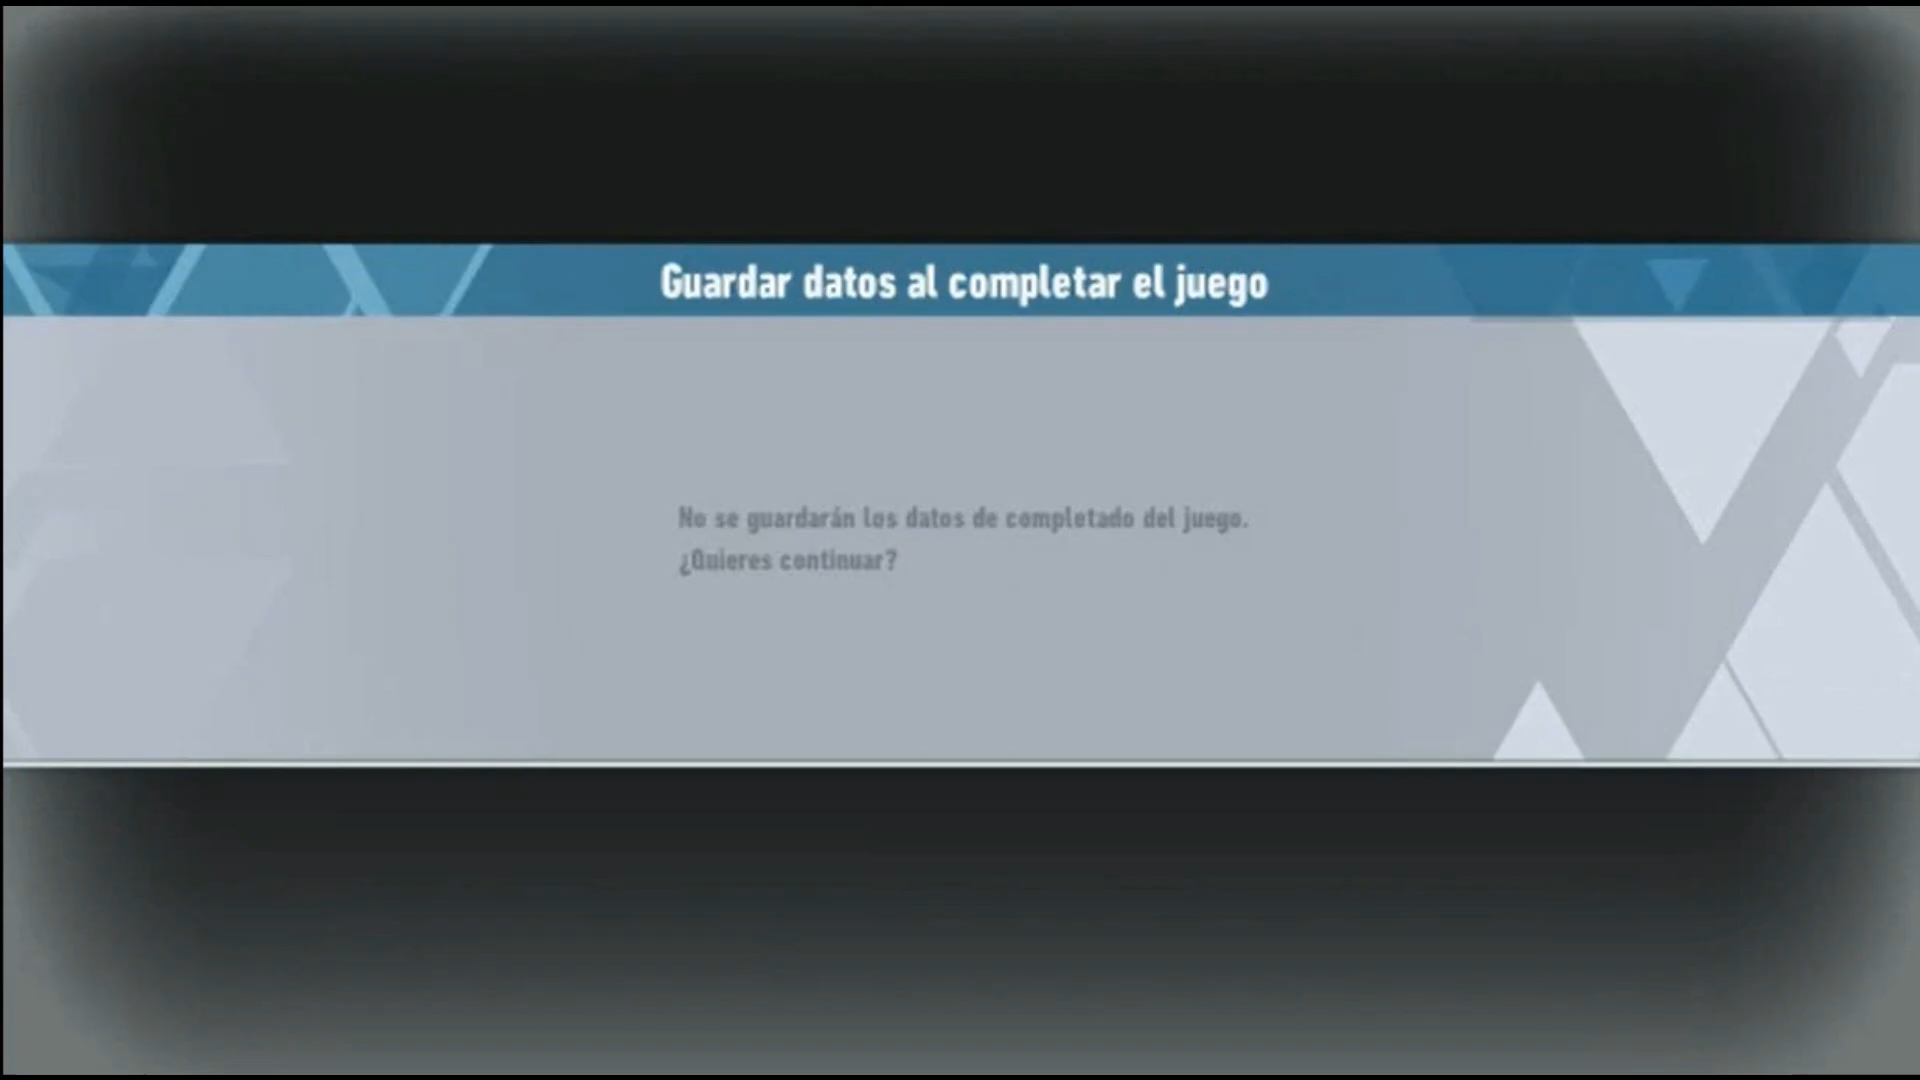 Guardar datos al completar el juego
No se guardarán los datos de completado del juego.
¿Quieres continuar?